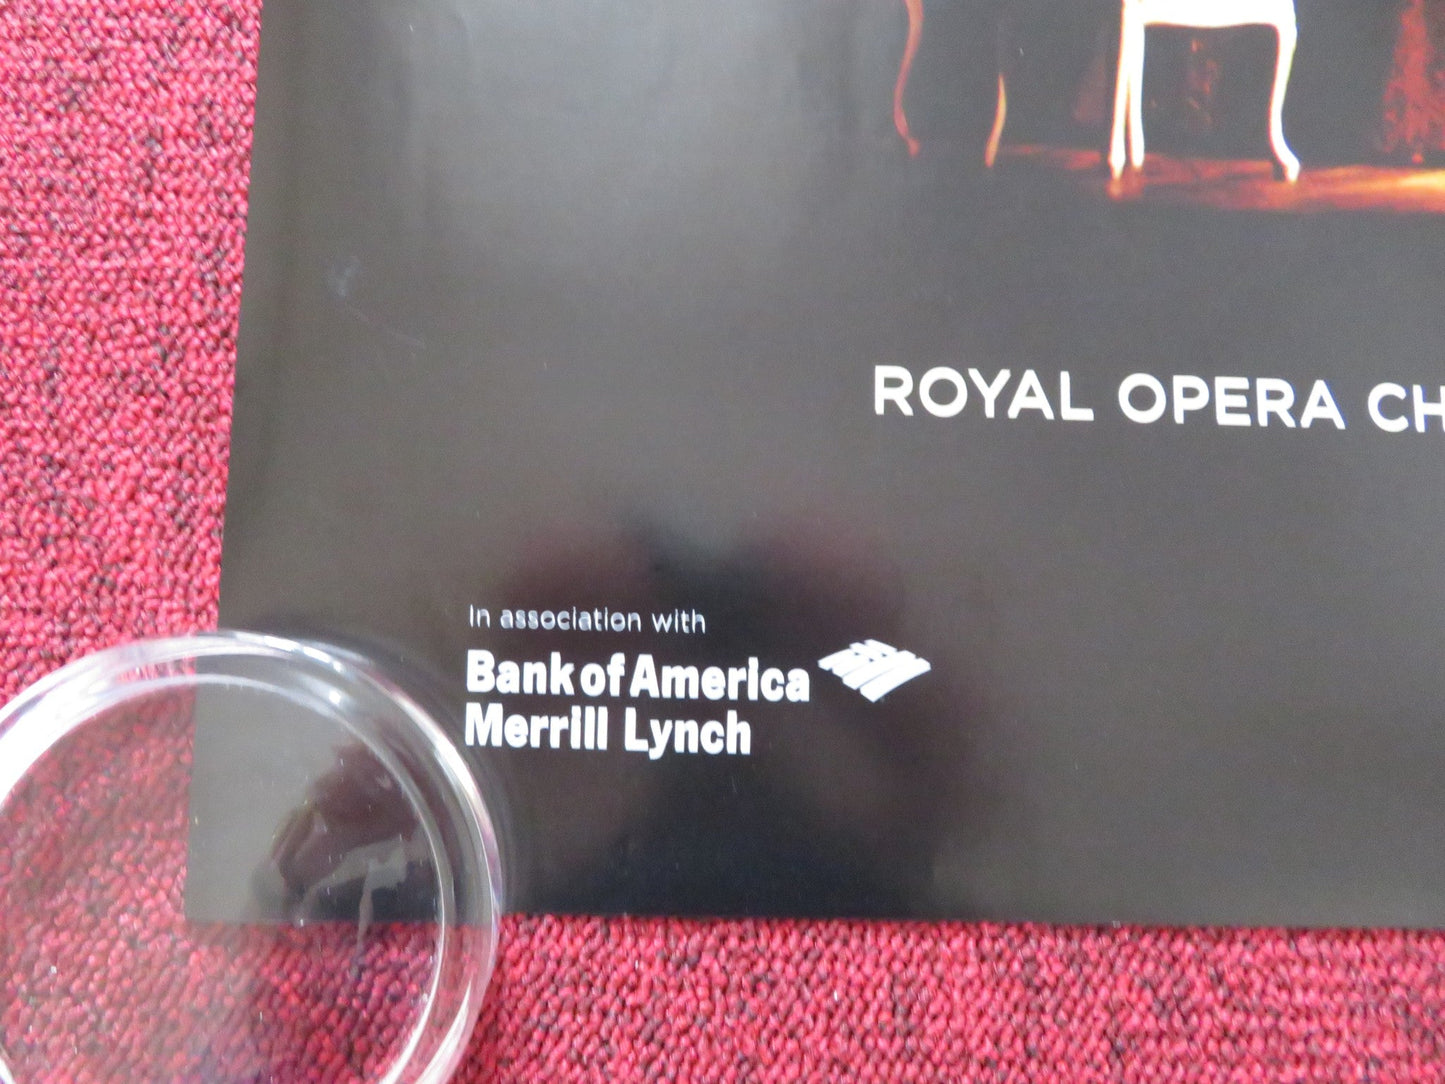 ROYAL OPERA CH
In association with
Bank of America
Merrill Lynch